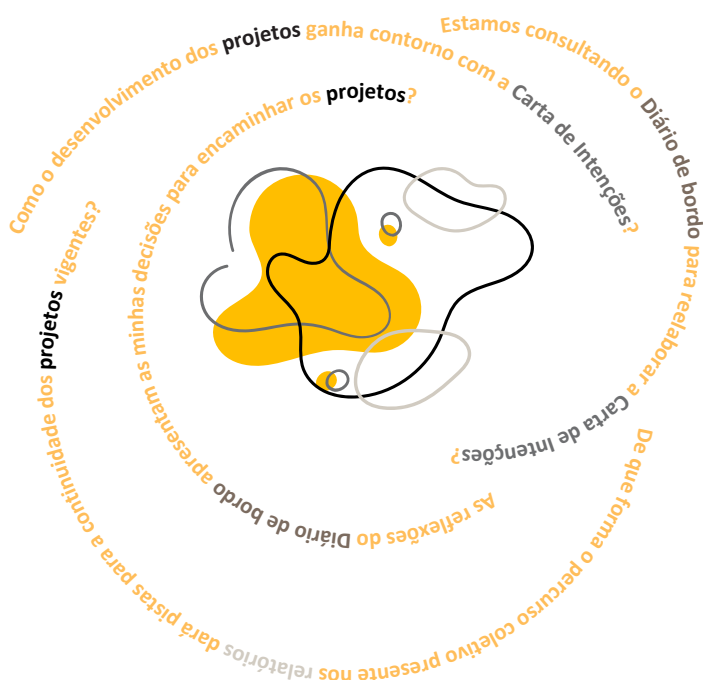 Como o desenvolvimento dos projetos ganha contorno com a Carta de Intenções?
Estamos consultando o Diário de bordo para reelaborar a Carta de Intenções?
As reflexões do Diário de bordo apresentam as minhas decisões para encaminhar os projetos?
De que forma o percurso coletivo presente nos relatórios dará pistas para a continuidade dos projetos vigentes?